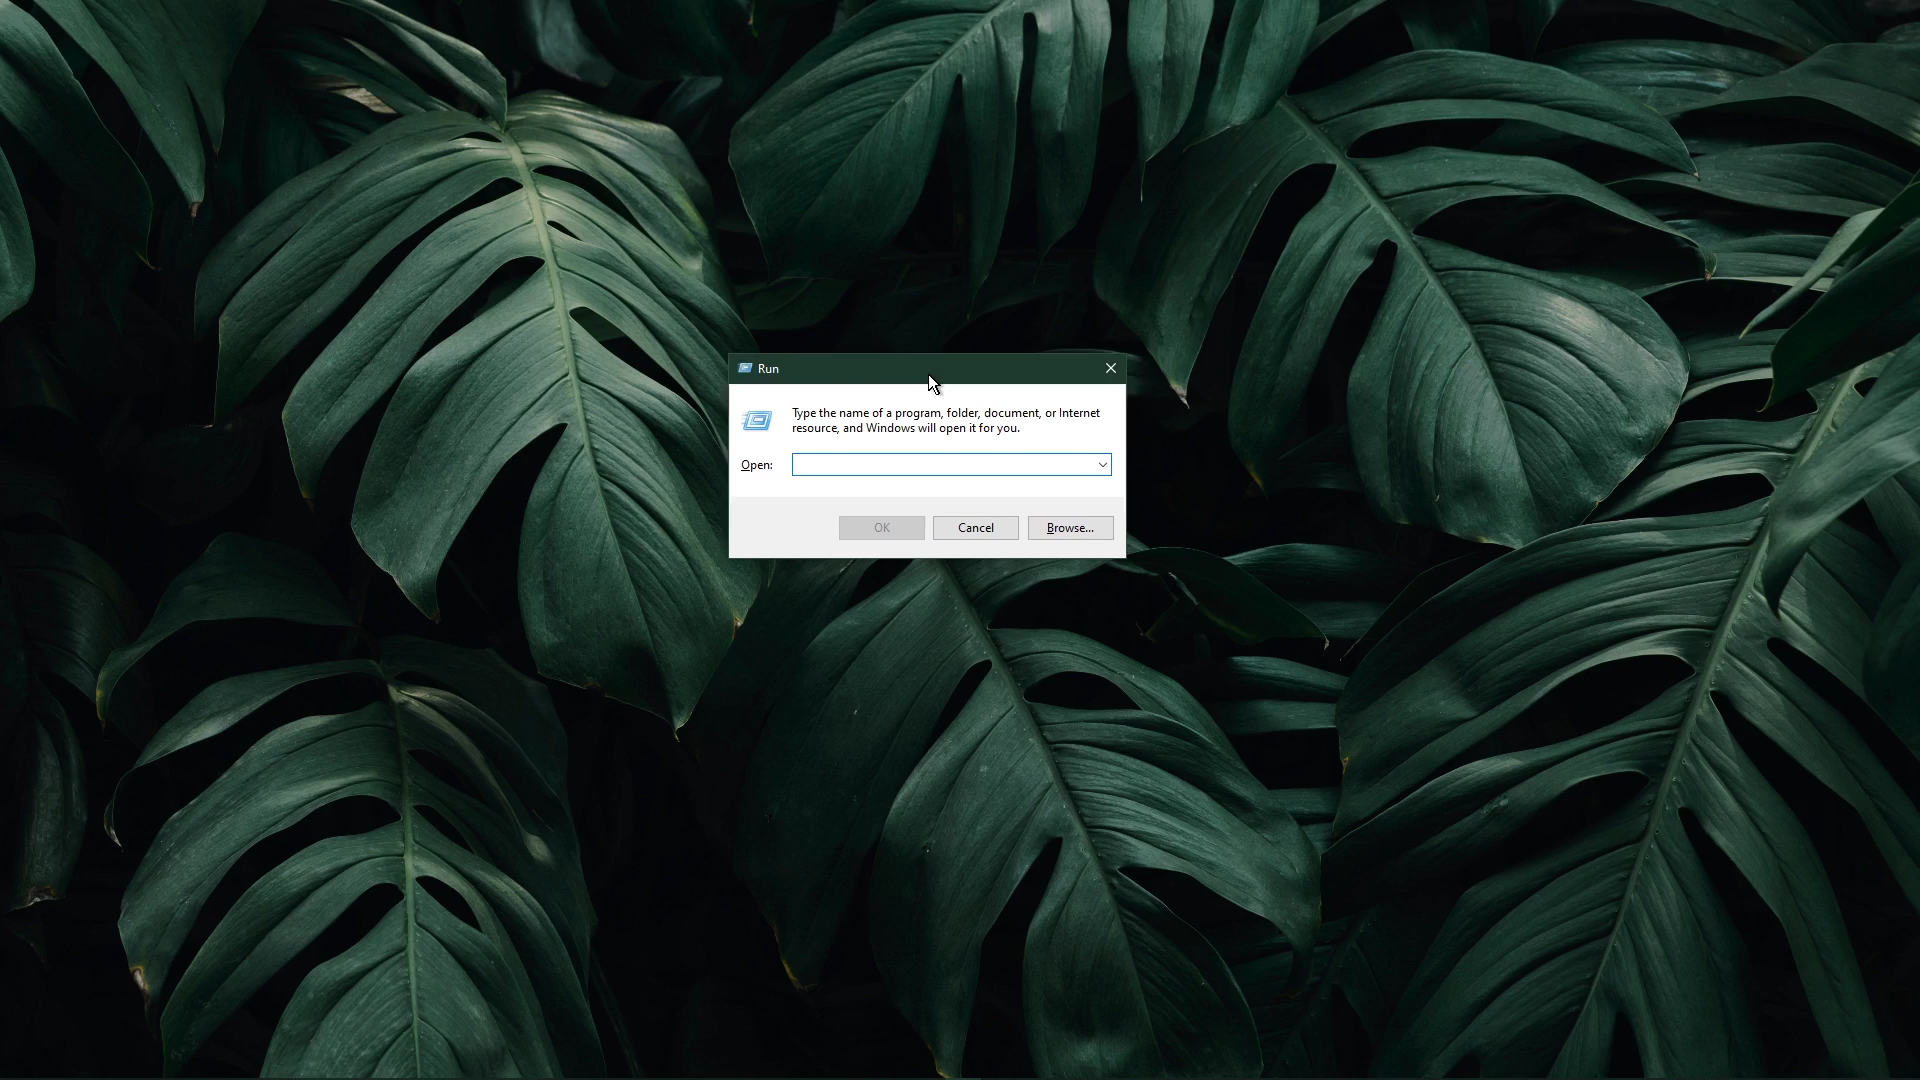 Run
Type the name of a program, folder, document, or Internet
resource, and Windows will open it for you.
Open:
OK
Cancel
Browse...